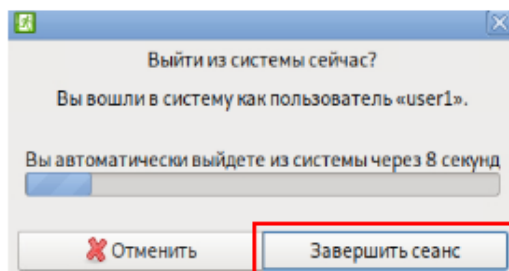 Выйти из системы сейчас?
Вы вошли в систему как пользователь «user1».
Вы автоматически выйдете из системы через 8 секунд
Отменить
Завершить сеанс